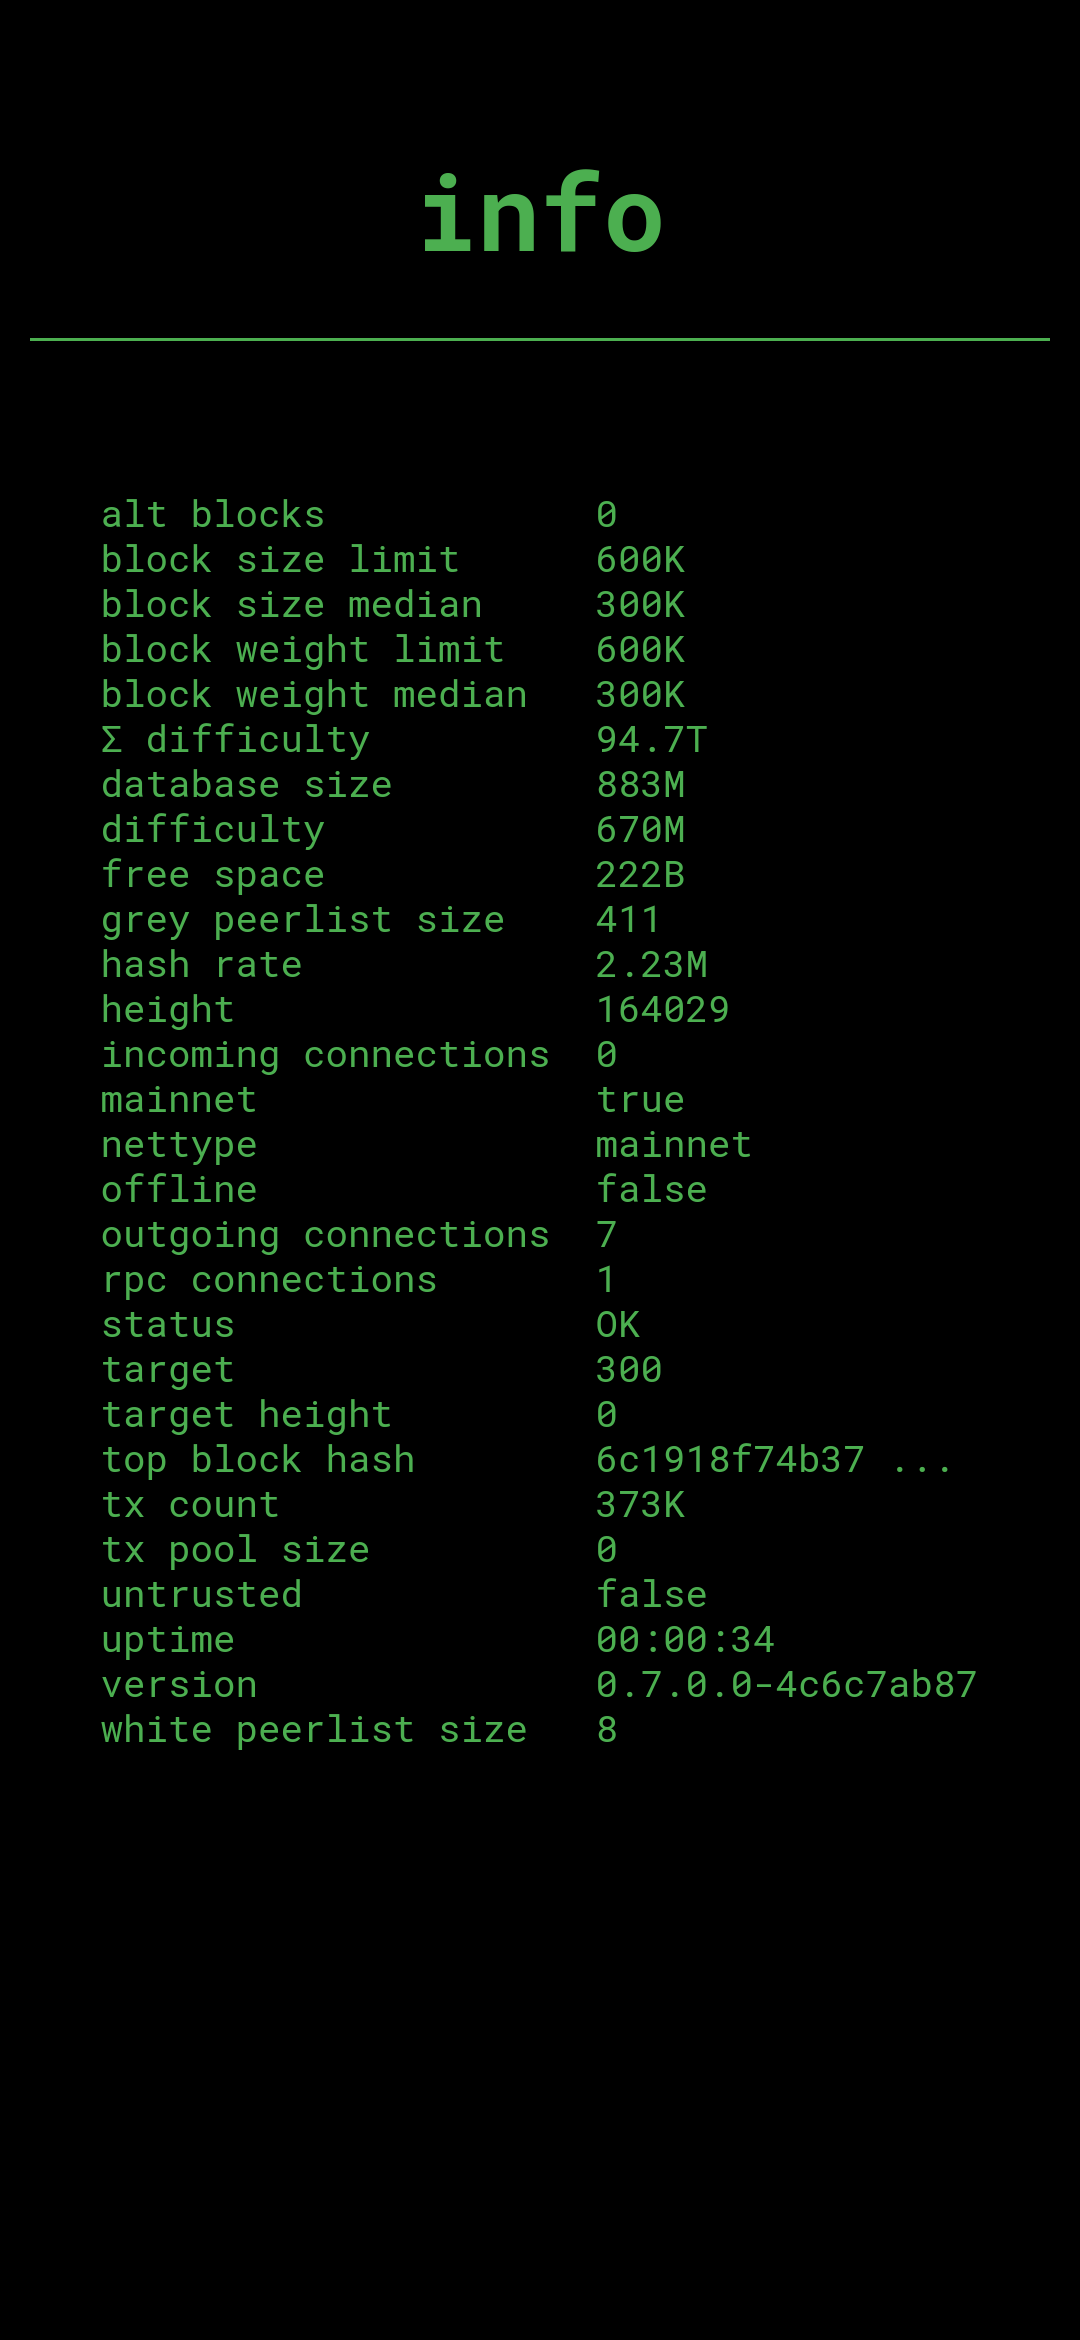 info
alt blocks 0
block size limit 600K
block size median 300K
block weight limit 600K
block weight median 300K
Σ difficulty 94.7T
database size 883M
difficulty 670M
free space 222B
grey peerlist size 411
hash rate 2.23M
height 164029
incoming connections 0
mainnet true
nettype mainnet
offline false
outgoing connections 7
rpc connections 1
status OK
target 300
target height 0
top block hash 6c1918f74b37 ...
tx count 373K
tx pool size 0
untrusted false
uptime 00:00:34
version 0.7.0.0-4c6c7ab87
white peerlist size 8